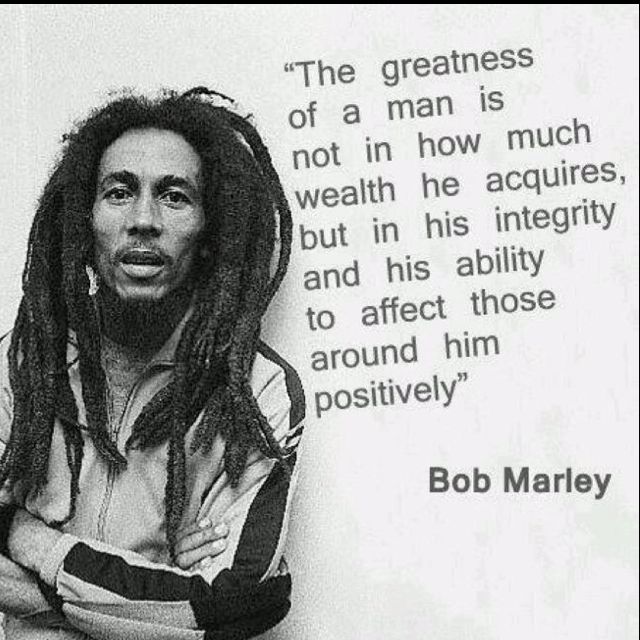 “The greatness
of a man is
not in how much
wealth he acquires,
but in his integrity
and his ability
to affect those
around him
positively”
Bob Marley